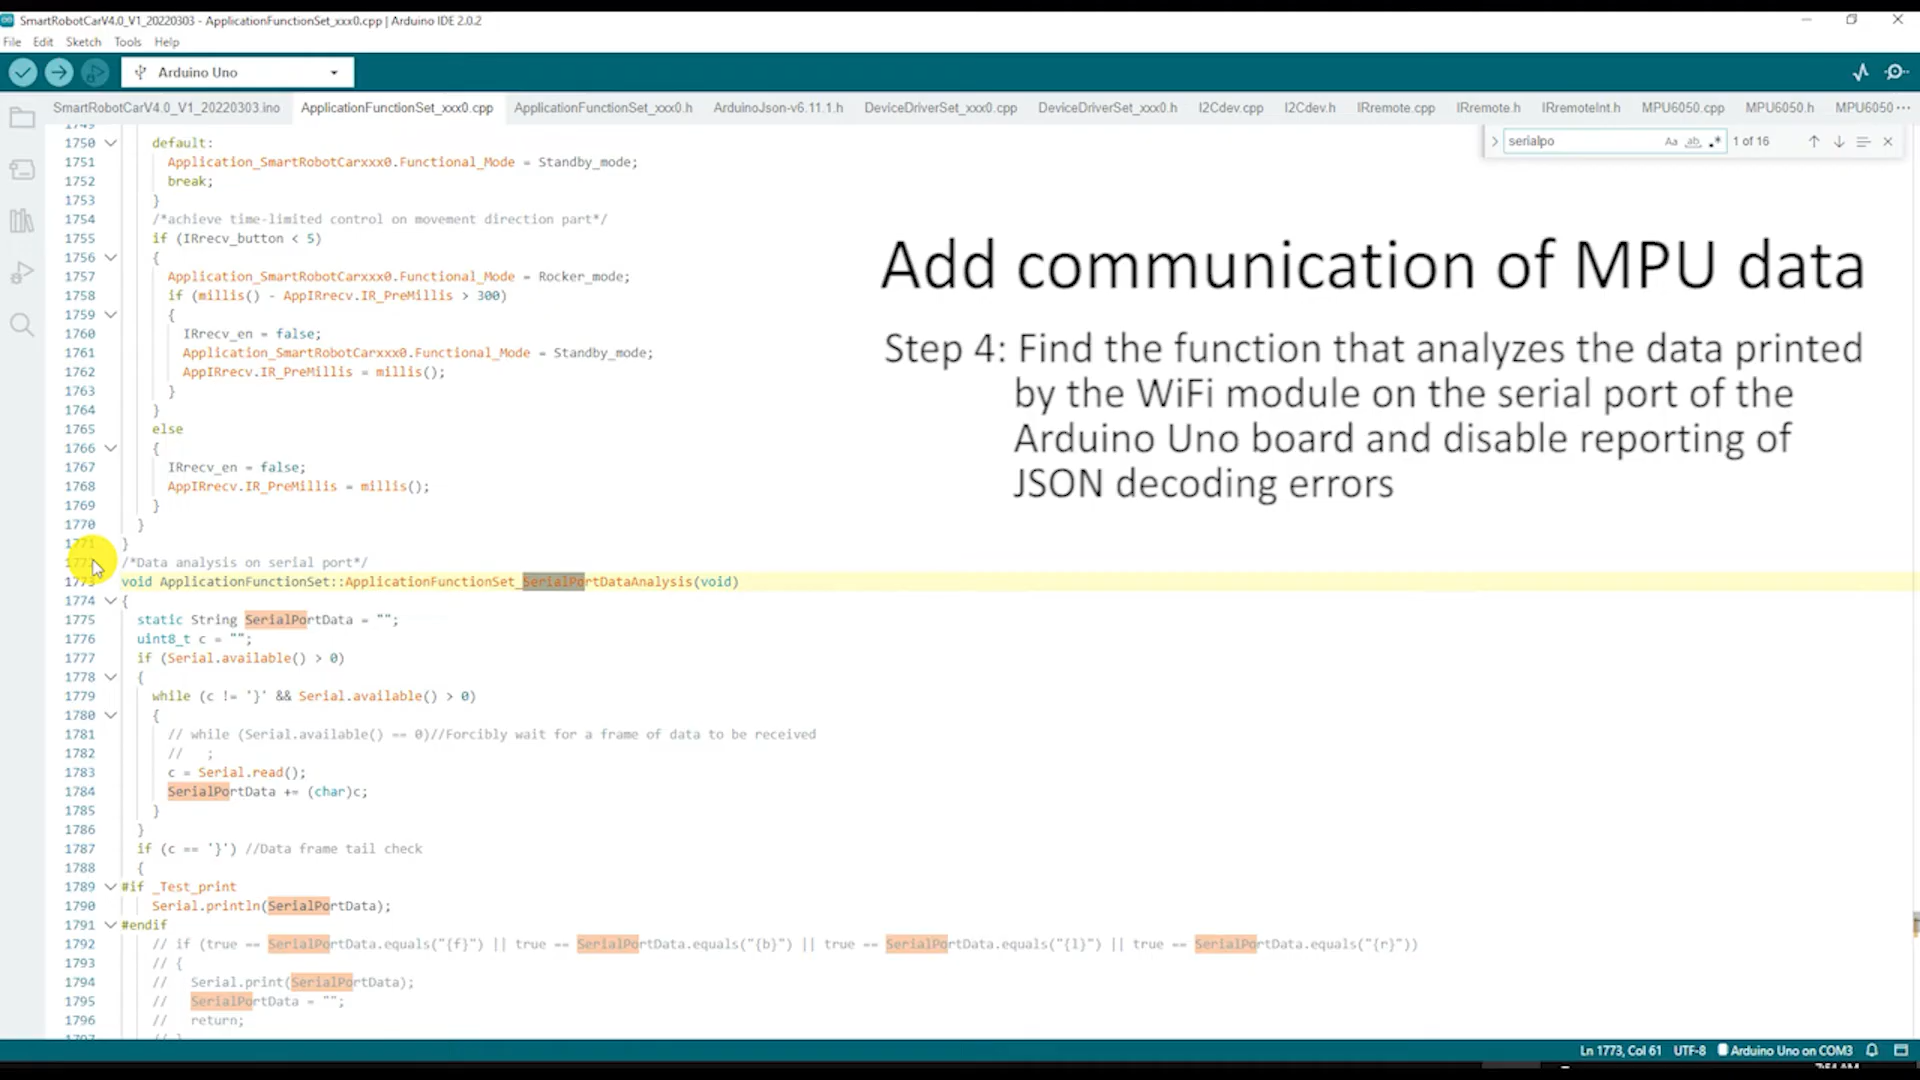 SmartRobotCarV4.0_V1_20220303 - ApplicationFunctionSet_xxx0.cpp | Arduino IDE 2.0.2
File Edit Sketch Tools Help
Arduino Uno
SmartRobotCarV4.0_V1_20220303.ino ApplicationFunctionSet_xxx0.cpp ApplicationFunctionSet_xxx0.h ArduinoJson-v6.11.1.h DeviceDriverSet_xxx0.cpp DeviceDriverSet_xxx0.h I2Cdev.cpp I2Cdev.h IRremote.cpp IRremote.h IRremoteInt.h MPU6050.cpp MPU6050.h MPU6050 ...
serialpo Aa ab 1 of 16
1749
1750 default:
1751 Application_SmartRobotCarxxx0.Functional_Mode = Standby_mode;
1752 break;
1753 }
1754 /*achieve time-limited control on movement direction part*/
1755 if (IRrecv_button < 5)
1756 {
1757 Application_SmartRobotCarxxx0.Functional_Mode = Rocker_mode;
1758 if (millis() - AppIRrecv.IR_PreMillis > 300)
1759 {
1760 IRrecv_en = false;
1761 Application_SmartRobotCarxxx0.Functional_Mode = Standby_mode;
1762 AppIRrecv.IR_PreMillis = millis();
1763 }
1764 }
1765 else
1766 {
1767 IRrecv_en = false;
1768 AppIRrecv.IR_PreMillis = millis();
1769 }
1770 }
1771 }
1772 /*Data analysis on serial port*/
1773 void ApplicationFunctionSet::ApplicationFunctionSet_SerialPortDataAnalysis(void)
1774 {
1775 static String SerialPortData = "";
1776 uint8_t c = "";
1777 if (Serial.available() > 0)
1778 {
1779 while (c != '}' && Serial.available() > 0)
1780 {
1781 // while (Serial.available() == 0)//Forcibly wait for a frame of data to be received
1782 // ;
1783 c = Serial.read();
1784 SerialPortData += (char)c;
1785 }
1786 }
1787 if (c == '}') //Data frame tail check
1788 {
1789 #if _Test_print
1790 Serial.println(SerialPortData);
1791 #endif
1792 // if (true == SerialPortData.equals("{f}") || true == SerialPortData.equals("{b}") || true == SerialPortData.equals("{l}") || true == SerialPortData.equals("{r}"))
1793 // {
1794 // Serial.print(SerialPortData);
1795 // SerialPortData = "";
1796 // return;
Add communication of MPU data
Step 4: Find the function that analyzes the data printed
by the WiFi module on the serial port of the
Arduino Uno board and disable reporting of
JSON decoding errors
Ln 1773, Col 61 UTF-8 Arduino Uno on COM3